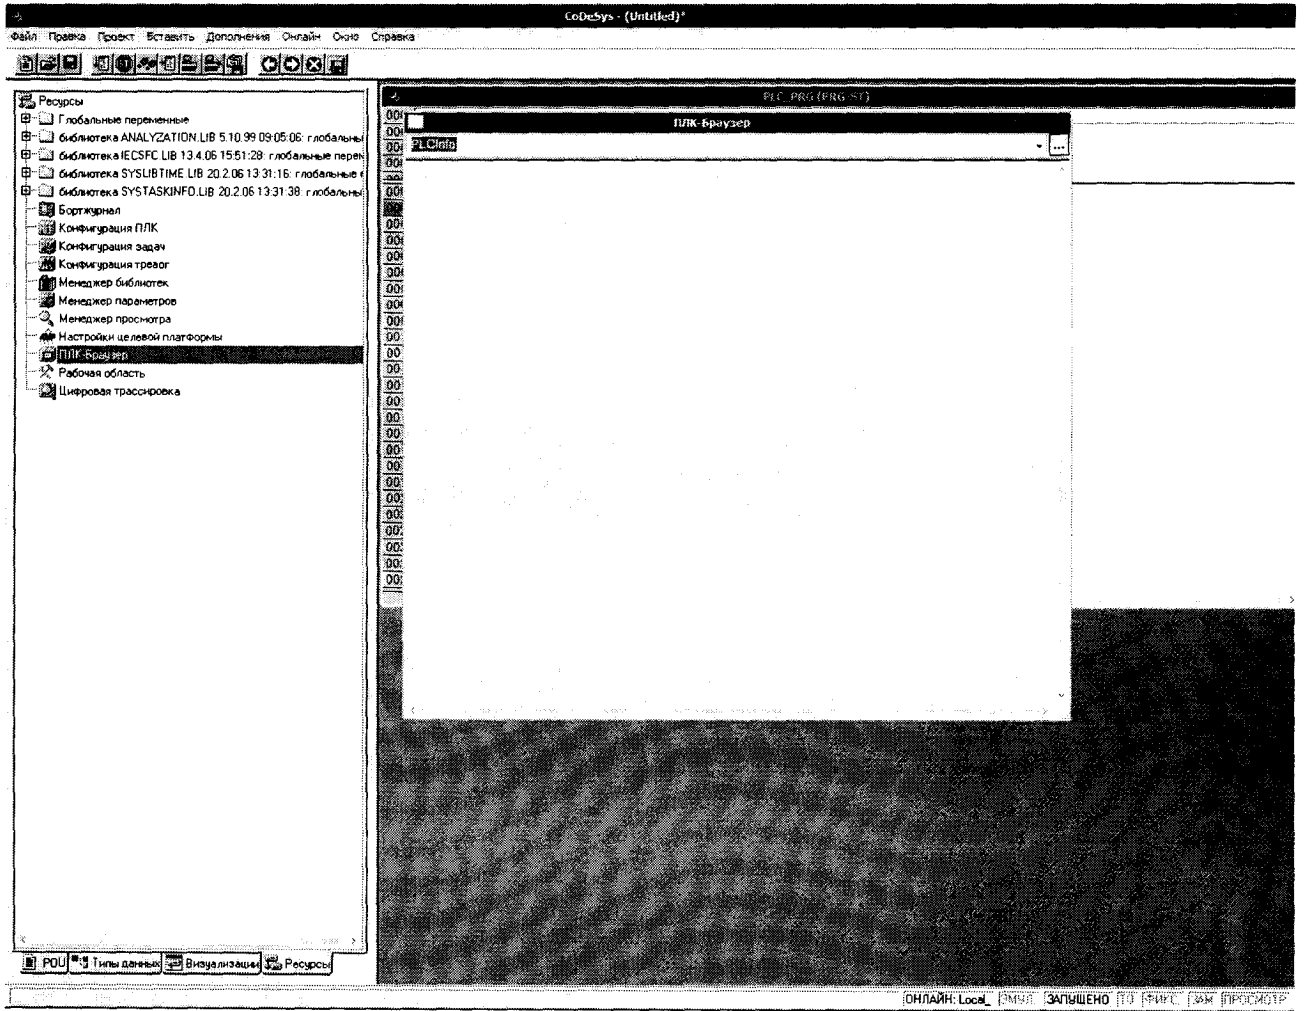 CoDeSys - (Untitled)*
Файл Правка Проект Вставить Дополнения Онлайн Окно Справка
Ресурсы
Глобальные переменные
библиотека ANALYZATION.LIB 5.10.99 09:05:06: глобальны
библиотека IECSFC LIB 13.4.06 15:51:28: глобальные перем
библиотека SYSLIBTIME LIB 20.2.06 13:31:16: глобальные
библиотека SYSTASKINFO.LIB 20.2.06 13:31:38: глобальны
Бортжурнал
Конфигурация ПЛК
Конфигурация задач
Конфигурация тревог
Менеджер библиотек
Менеджер параметров
Менеджер просмотра
Настройки целевой платформы
ПЛК-Браузер
Рабочая область
Цифровая трассировка
POU Типы данных Визуализации Ресурсы
PLC_PRG (PRG-ST)
ПЛК-Браузер
PLCInfo
...
ОНЛАЙН: Local_ ЭМУЛ. ЗАПУЩЕНО ТО ФИКС ЗАМ ПРОСМОТР